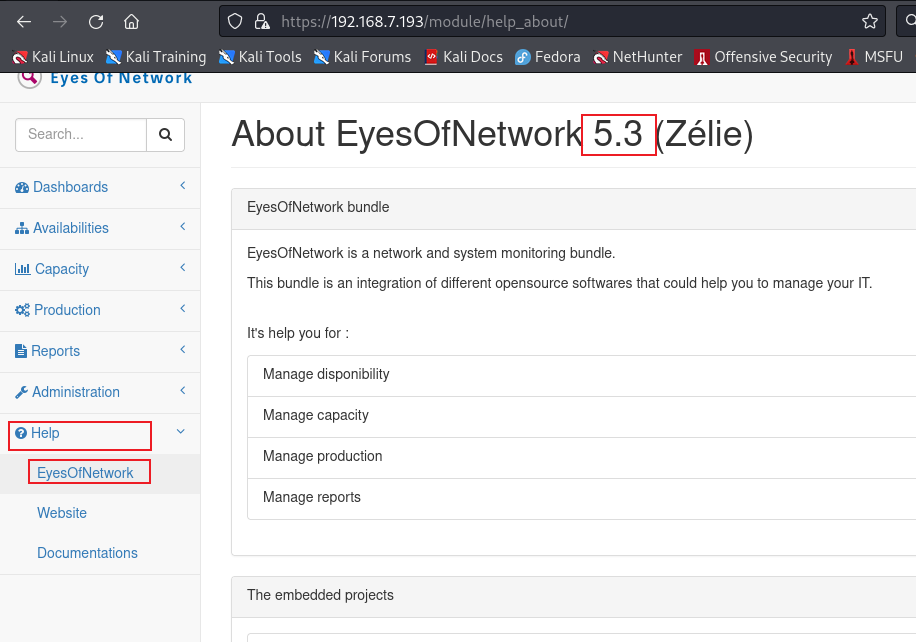 https://192.168.7.193/module/help_about/
Kali Linux Kali Training Kali Tools Kali Forums Kali Docs Fedora NetHunter Offensive Security MSFU
Eyes Of Network
Search...
About EyesOfNetwork 5.3 (Zélie)
Dashboards
Availabilities
Capacity
Production
Reports
Administration
Help
EyesOfNetwork
Website
Documentations
EyesOfNetwork bundle
EyesOfNetwork is a network and system monitoring bundle.
This bundle is an integration of different opensource softwares that could help you to manage your IT.
It's help you for :
Manage disponibility
Manage capacity
Manage production
Manage reports
The embedded projects